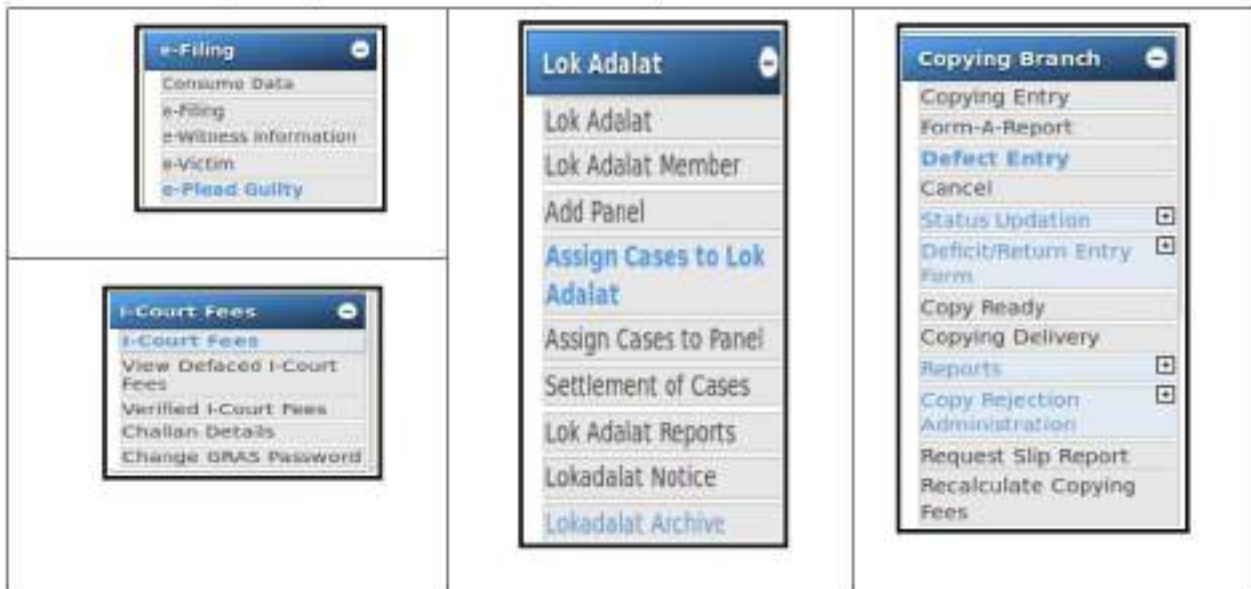 e-Filing
Consume Data
e-Filing
e-Witness Information
e-Victim
e-Plead Guilty
I-Court Fees
I-Court Fees
View Defaced I-Court
Fees
Verified I-Court Fees
Challan Details
Change GRAS Password
Lok Adalat
Lok Adalat
Lok Adalat Member
Add Panel
Assign Cases to Lok
Adalat
Assign Cases to Panel
Settlement of Cases
Lok Adalat Reports
Lokadalat Notice
Lokadalat Archive
Copying Branch
Copying Entry
Form-A-Report
Defect Entry
Cancel
Status Updation
Deficit/Return Entry
Form
Copy Ready
Copying Delivery
Reports
Copy Rejection
Administration
Request Slip Report
Recalculate Copying
Fees